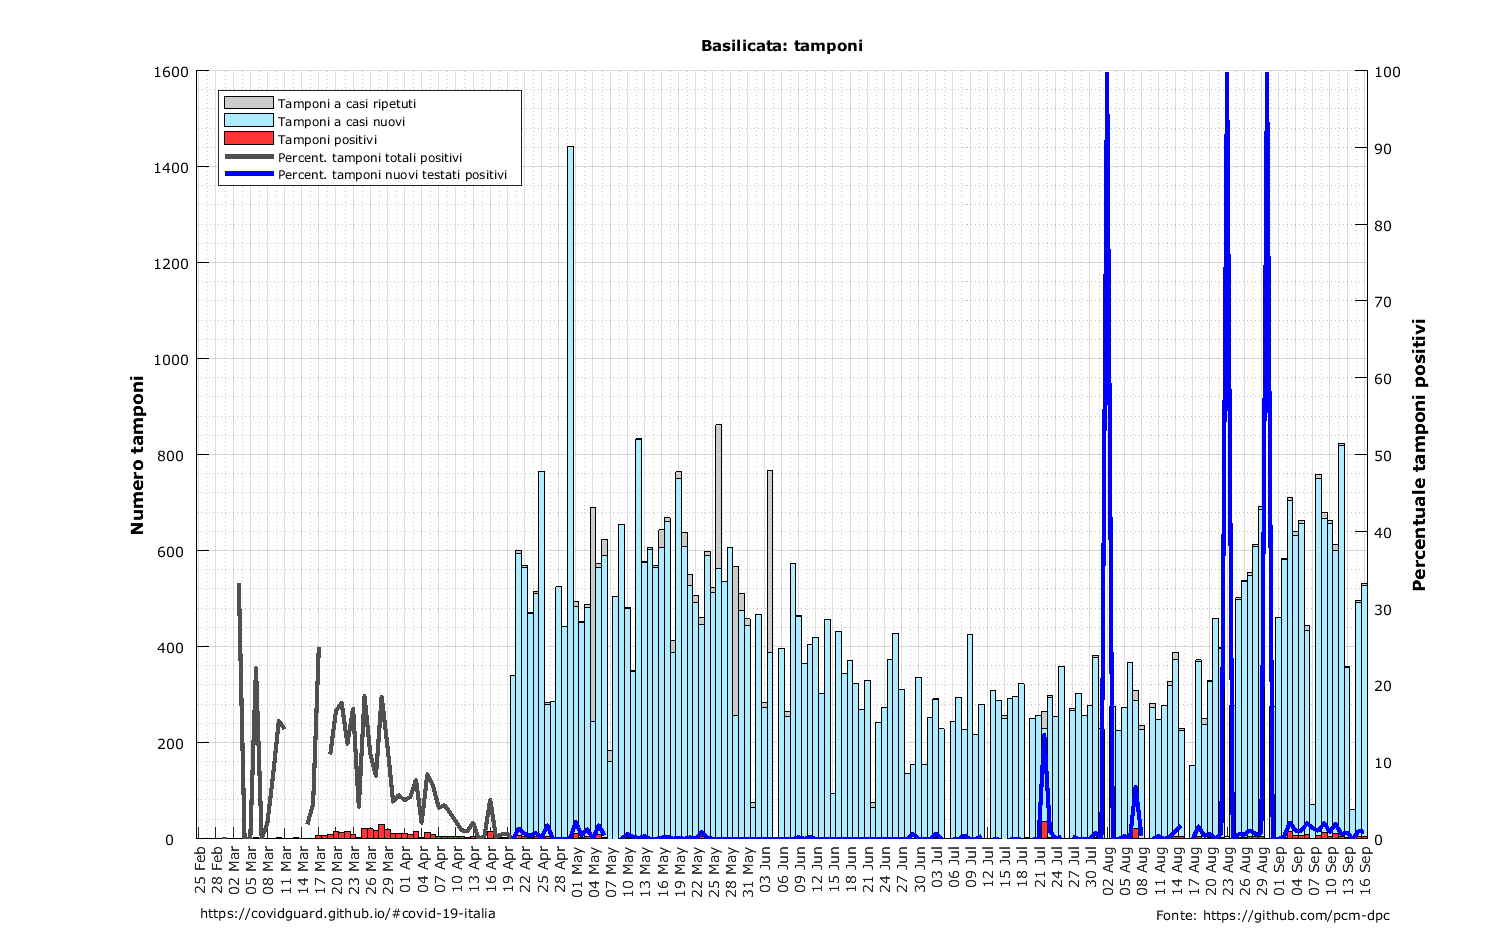 Basilicata: tamponi
Tamponi a casi ripetuti
Tamponi a casi nuovi
Tamponi positivi
Percent. tamponi totali positivi
Percent. tamponi nuovi testati positivi
Numero tamponi
1600
1400
1200
1000
800
600
400
200
0
100
90
80
70
60
50
40
30
20
10
0
Percentuale tamponi positivi
25 Feb
28 Feb
02 Mar
05 Mar
08 Mar
11 Mar
14 Mar
17 Mar
20 Mar
23 Mar
26 Mar
29 Mar
01 Apr
04 Apr
07 Apr
10 Apr
13 Apr
16 Apr
19 Apr
22 Apr
25 Apr
28 Apr
01 May
04 May
07 May
10 May
13 May
16 May
19 May
22 May
25 May
28 May
31 May
03 Jun
06 Jun
09 Jun
12 Jun
15 Jun
18 Jun
21 Jun
24 Jun
27 Jun
30 Jun
03 Jul
06 Jul
09 Jul
12 Jul
15 Jul
18 Jul
21 Jul
24 Jul
27 Jul
30 Jul
02 Aug
05 Aug
08 Aug
11 Aug
14 Aug
17 Aug
20 Aug
23 Aug
26 Aug
29 Aug
01 Sep
04 Sep
07 Sep
10 Sep
13 Sep
16 Sep
https://covidguard.github.io/#covid-19-italia
Fonte: https://github.com/pcm-dpc